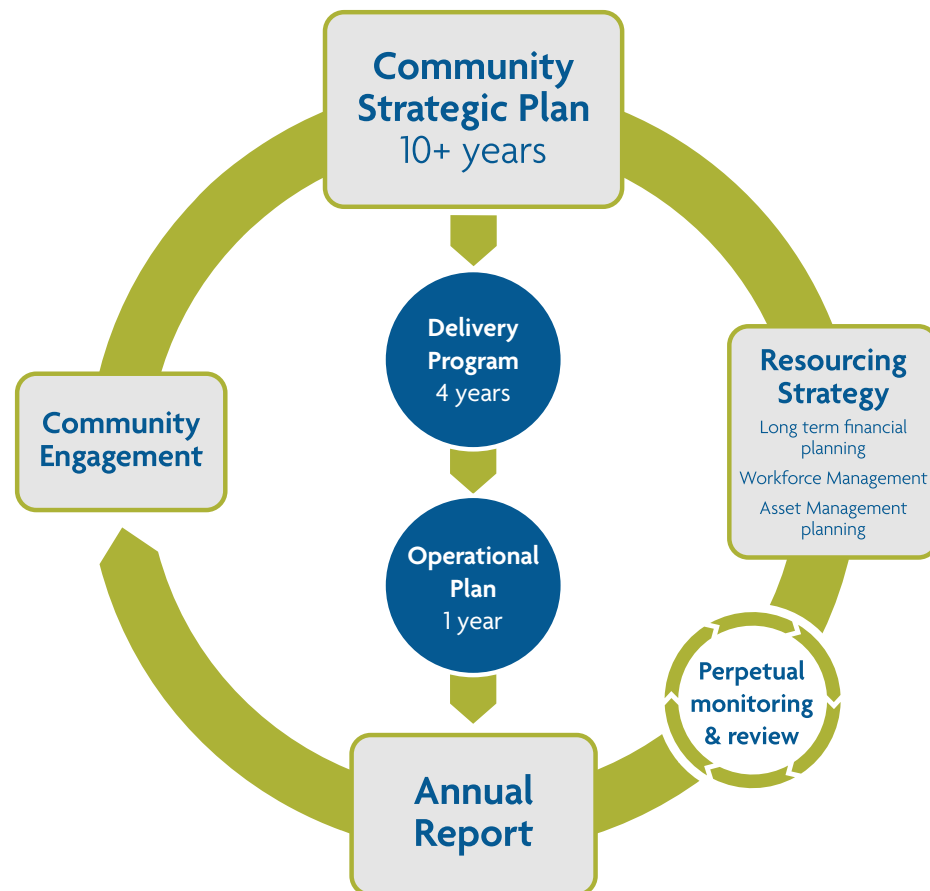 Community
Strategic Plan
10+ years
Delivery
Program
4 years
Community
Engagement
Resourcing
Strategy
Long term financial
planning
Workforce Management
Asset Management
planning
Operational
Plan
1 year
Perpetual
monitoring
& review
Annual
Report